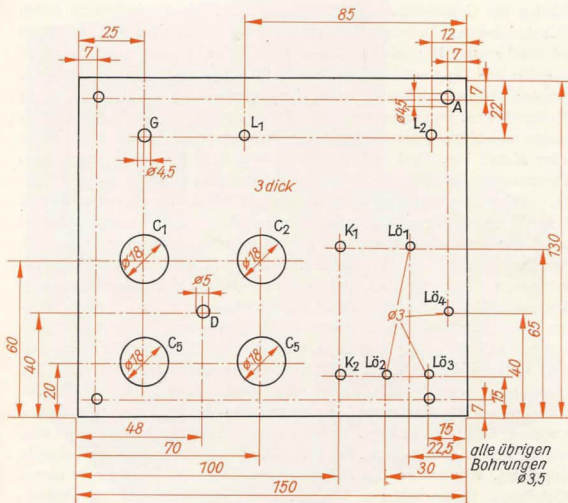 85
25
12
7
7
ø4,5
7
22
A
G
L₁
L₂
ø4,5
3 dick
130
C₁
C₂
K₁
Lö₁
ø18
ø18
ø5
D
Lö₄
ø3
60
40
20
65
40
15
7
C₅
C₅
ø18
ø18
K₂
Lö₂
Lö₃
48
15
70
22,5
100
30
150
alle übrigen
Bohrungen
ø3,5